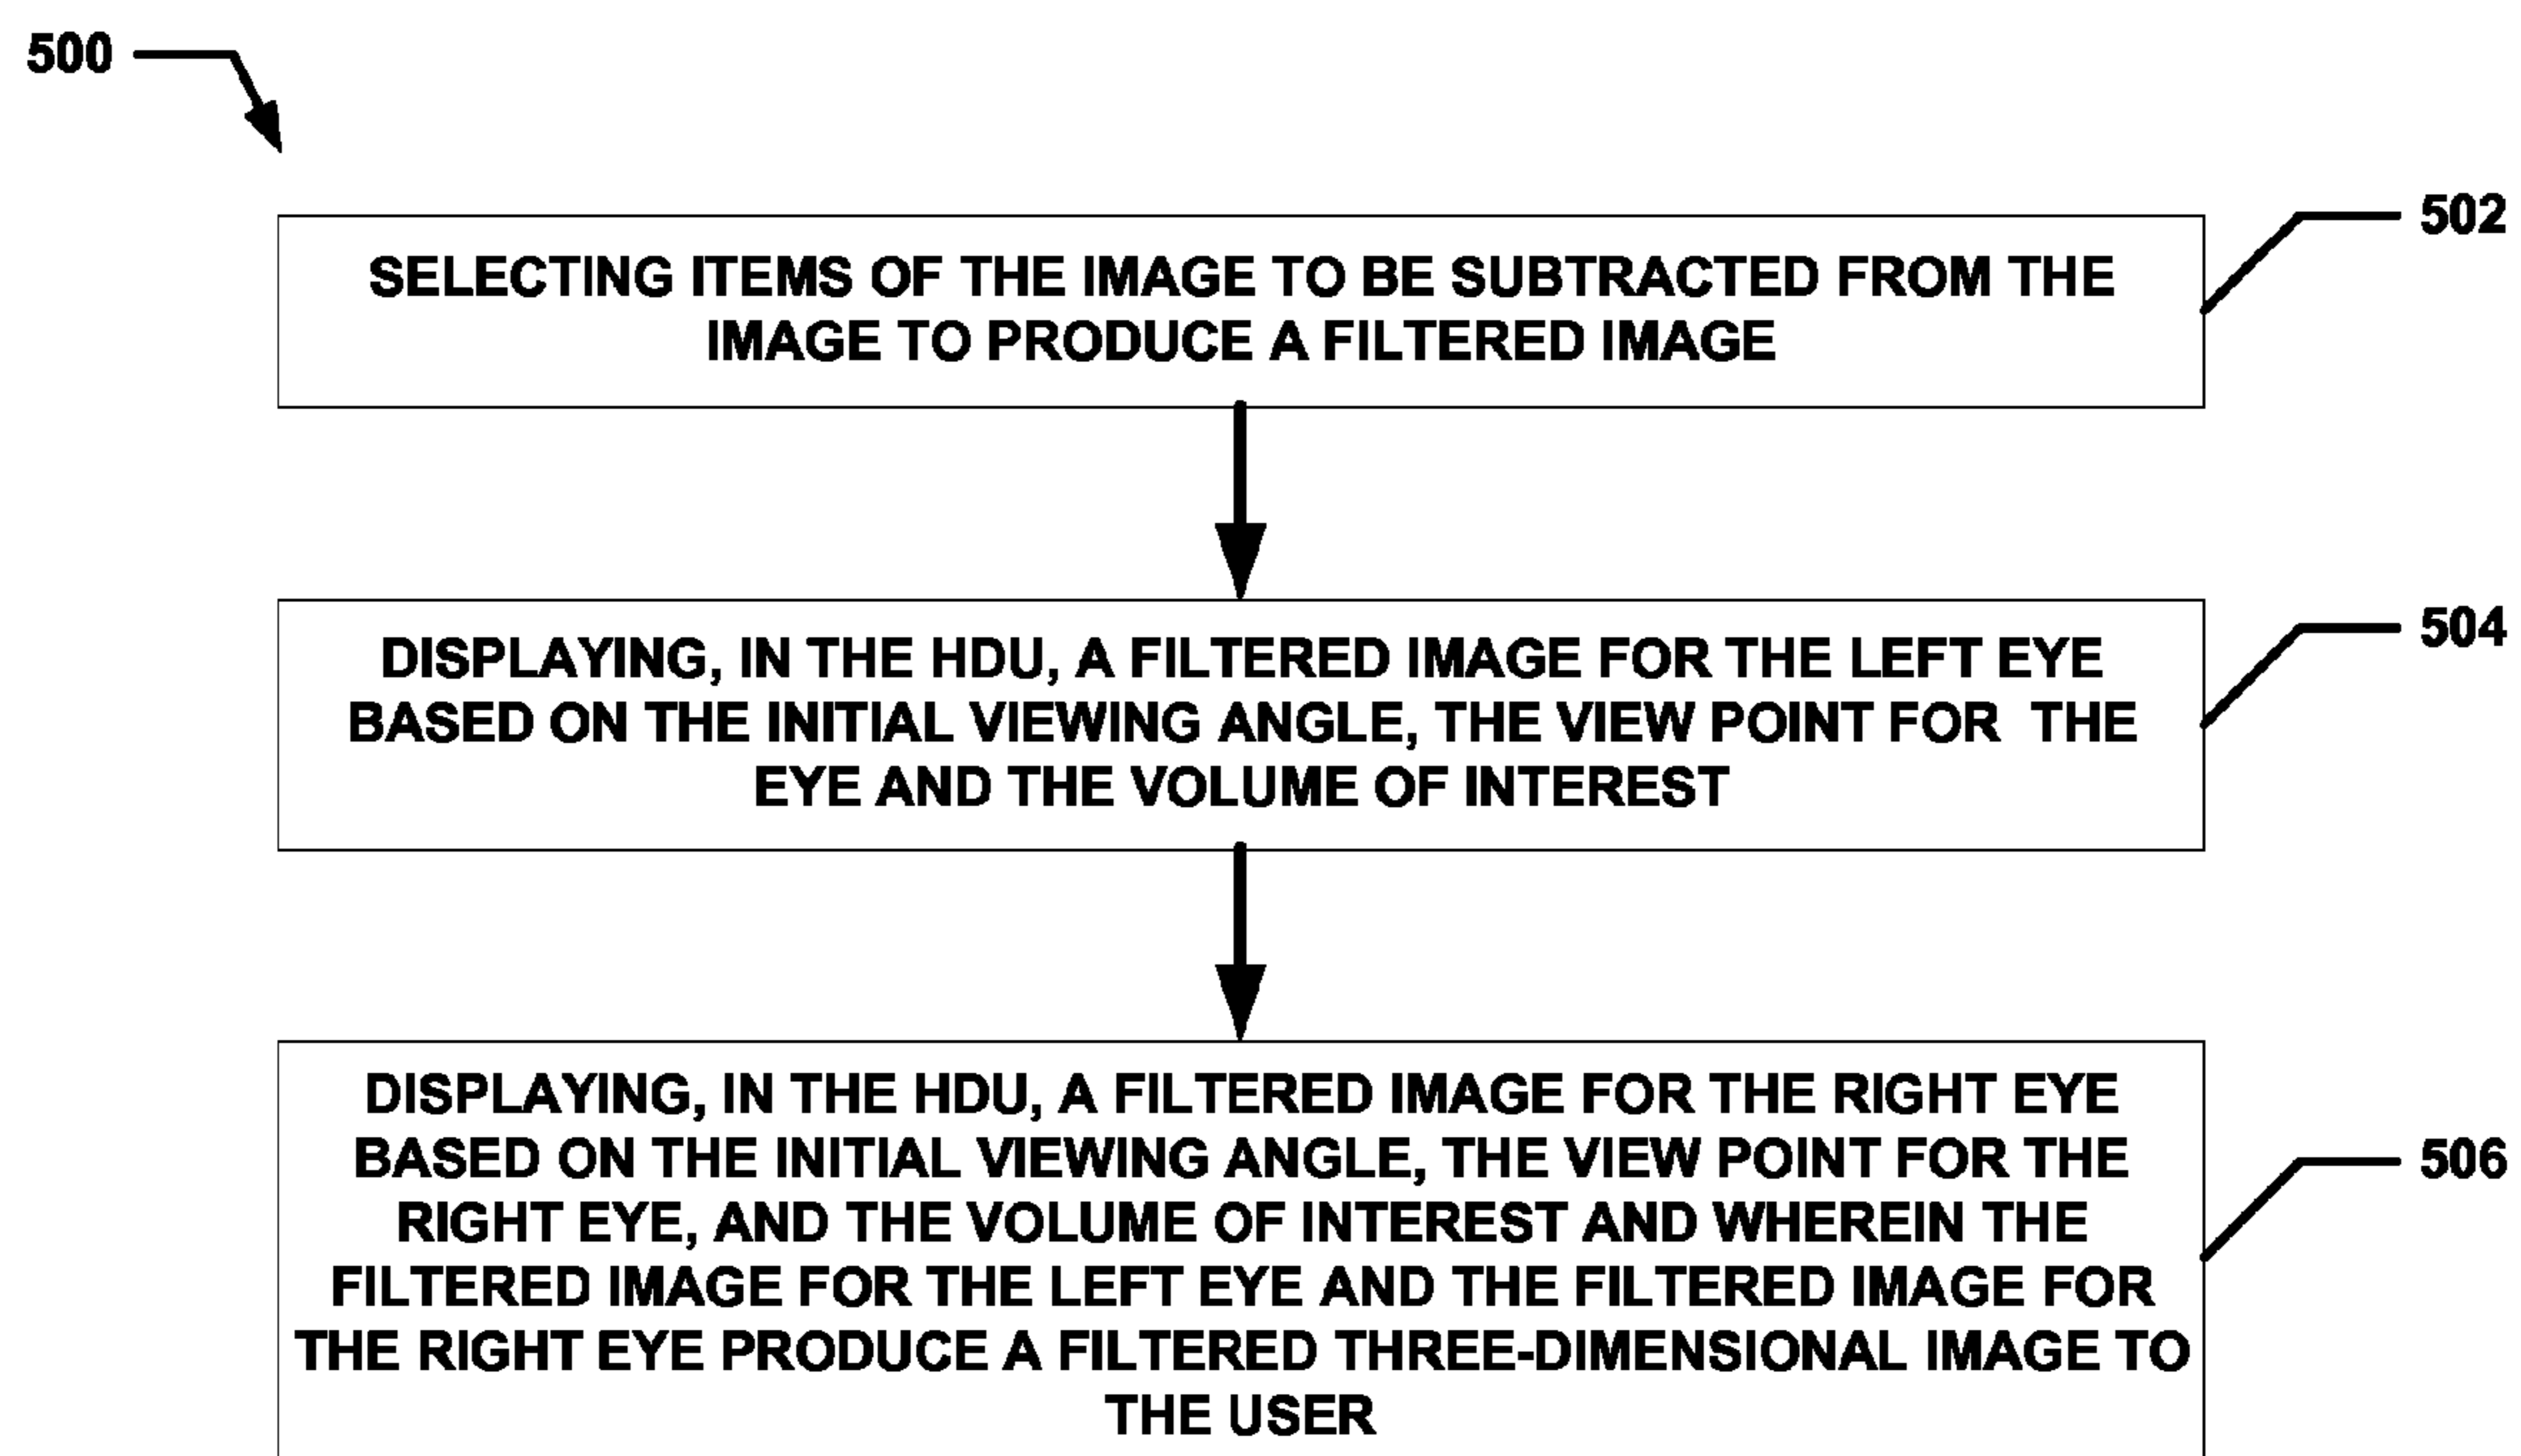 500
502
SELECTING ITEMS OF THE IMAGE TO BE SUBTRACTED FROM THE
IMAGE TO PRODUCE A FILTERED IMAGE
504
DISPLAYING, IN THE HDU, A FILTERED IMAGE FOR THE LEFT EYE
BASED ON THE INITIAL VIEWING ANGLE, THE VIEW POINT FOR THE
EYE AND THE VOLUME OF INTEREST
DISPLAYING, IN THE HDU, A FILTERED IMAGE FOR THE RIGHT EYE
BASED ON THE INITIAL VIEWING ANGLE, THE VIEW POINT FOR THE
506
RIGHT EYE, AND THE VOLUME OF INTEREST AND WHEREIN THE
FILTERED IMAGE FOR THE LEFT EYE AND THE FILTERED IMAGE FOR
THE RIGHT EYE PRODUCE A FILTERED THREE-DIMENSIONAL IMAGE TO
THE USER